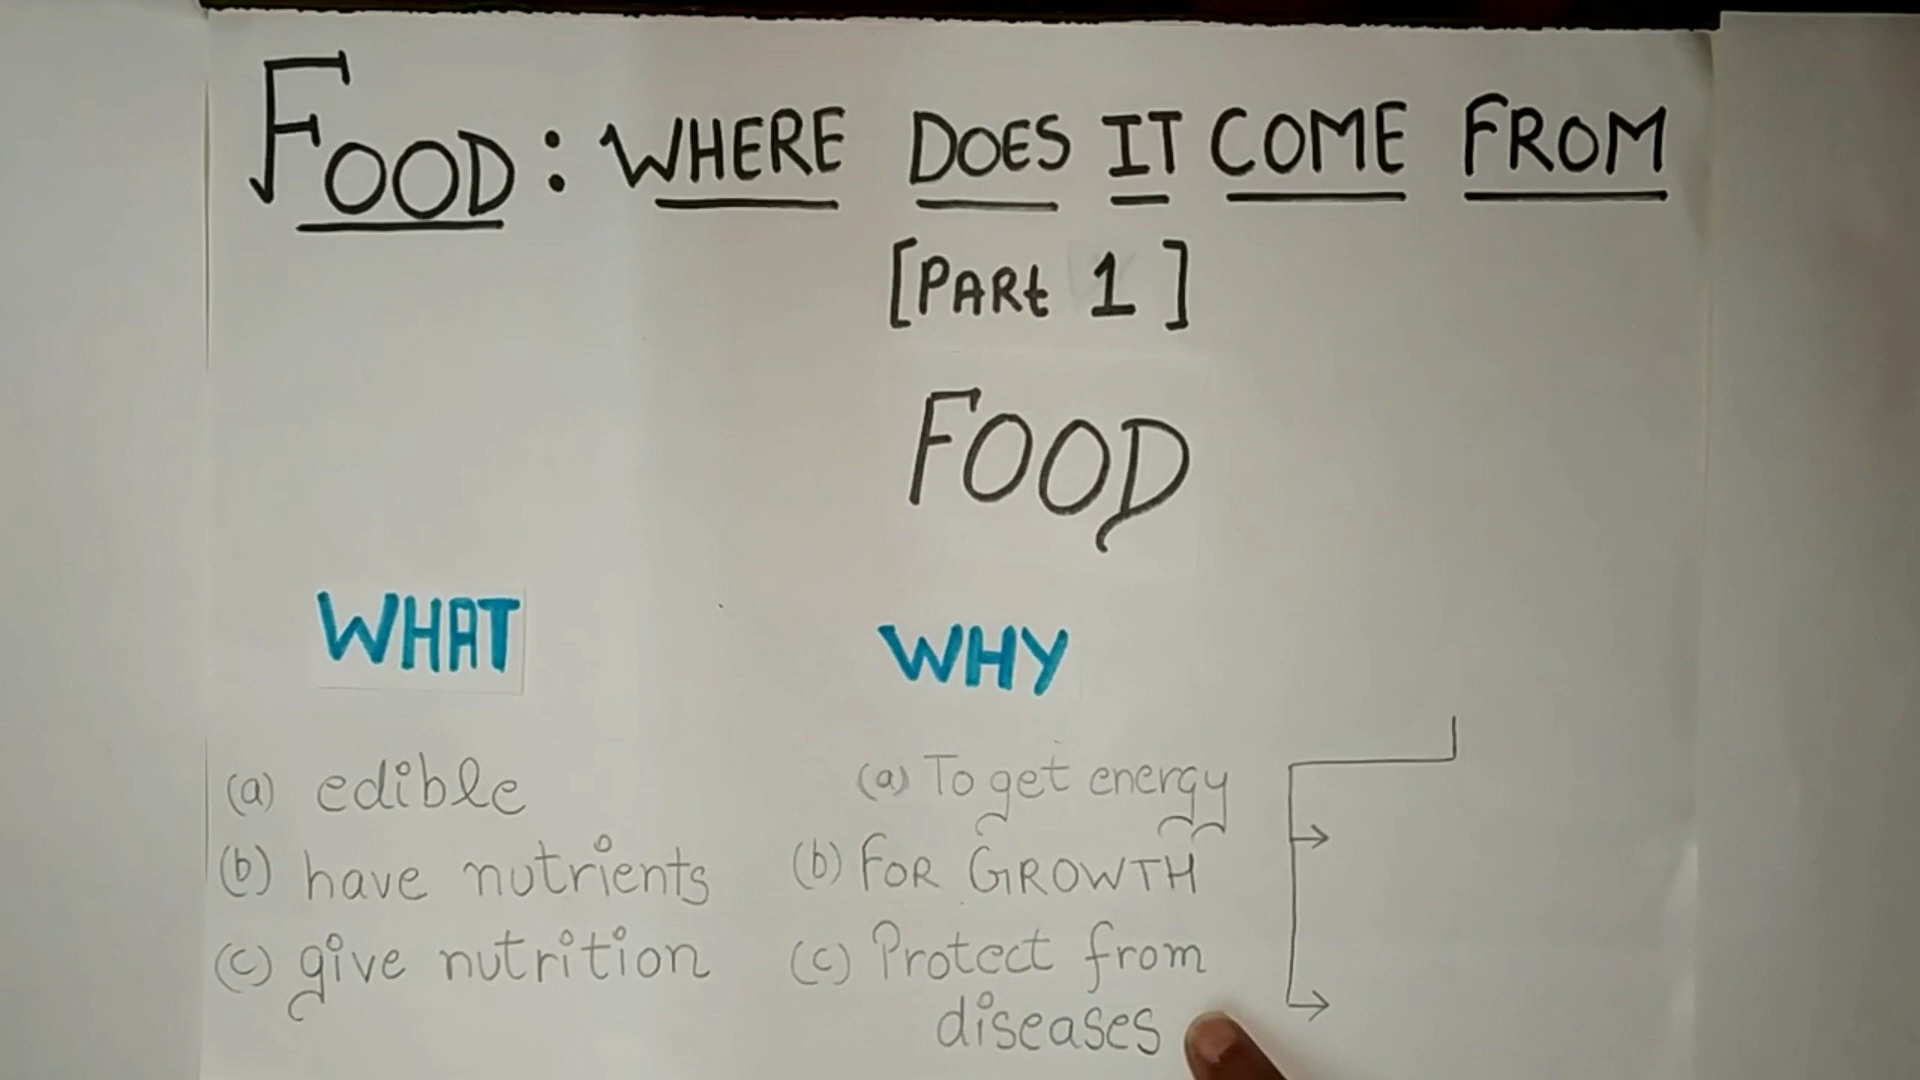 FOOD: WHERE DOES IT COME FROM
[PARt 1]
FOOD
WHAT
(a) edible
(b) have nutrients
(c) give nutrition
WHY
(a) To get energy
(b) FOR GROWTH
(c) Protect from
diseases